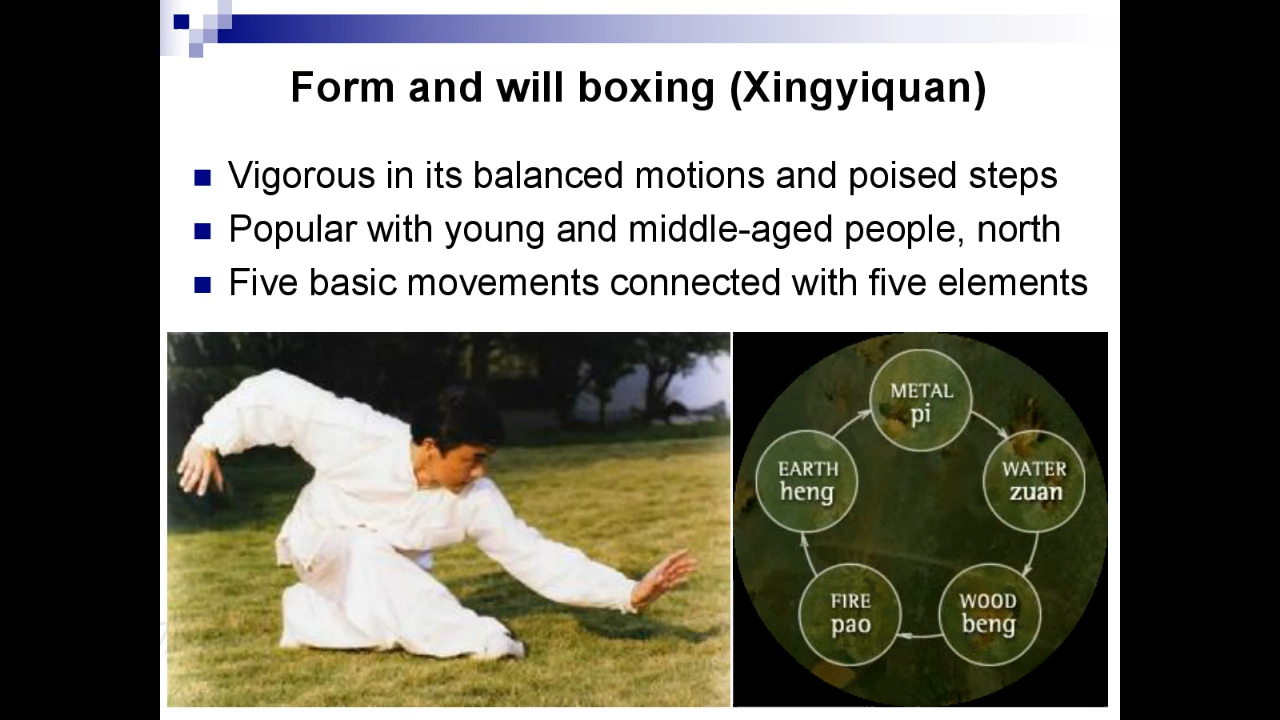 Form and will boxing (Xingyiquan)
Vigorous in its balanced motions and poised steps
Popular with young and middle-aged people, north
Five basic movements connected with five elements
METAL
pi
EARTH
heng
WATER
zuan
FIRE
pao
WOOD
beng